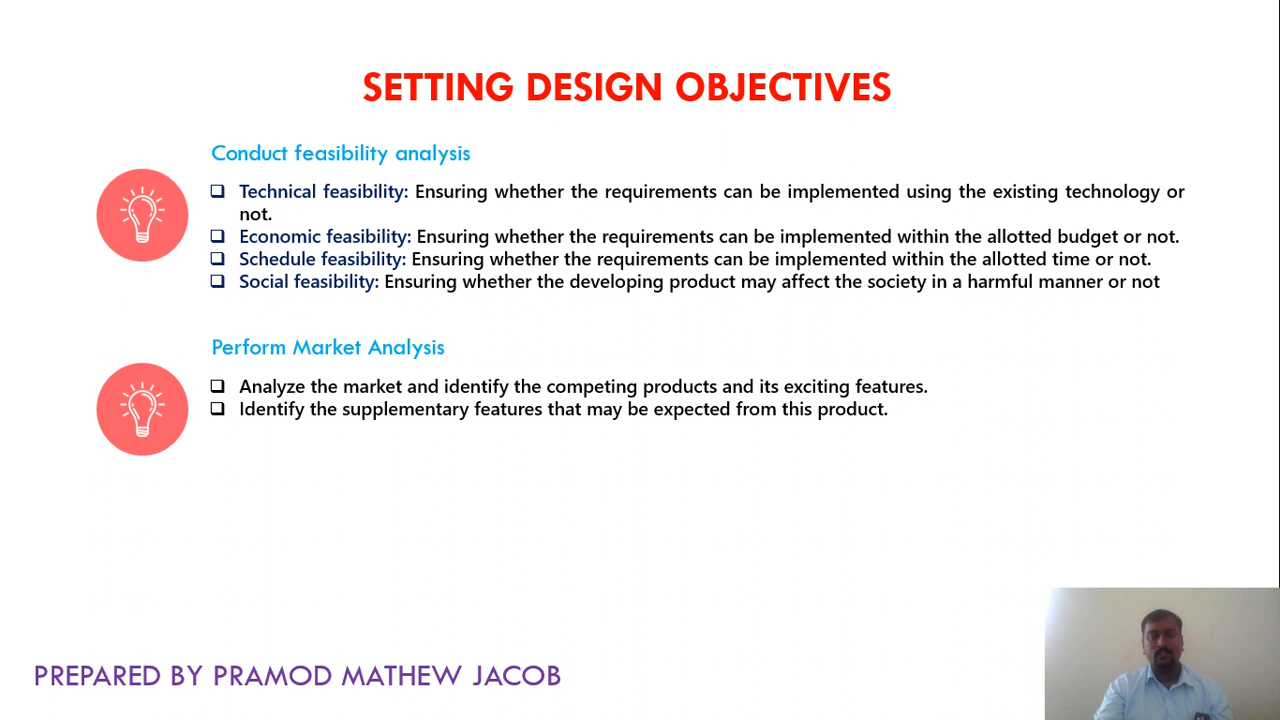 SETTING DESIGN OBJECTIVES
Conduct feasibility analysis
Technical feasibility: Ensuring whether the requirements can be implemented using the existing technology or
not.
Economic feasibility: Ensuring whether the requirements can be implemented within the allotted budget or not.
Schedule feasibility: Ensuring whether the requirements can be implemented within the allotted time or not.
Social feasibility: Ensuring whether the developing product may affect the society in a harmful manner or not
Perform Market Analysis
Analyze the market and identify the competing products and its exciting features.
Identify the supplementary features that may be expected from this product.
PREPARED BY PRAMOD MATHEW JACOB